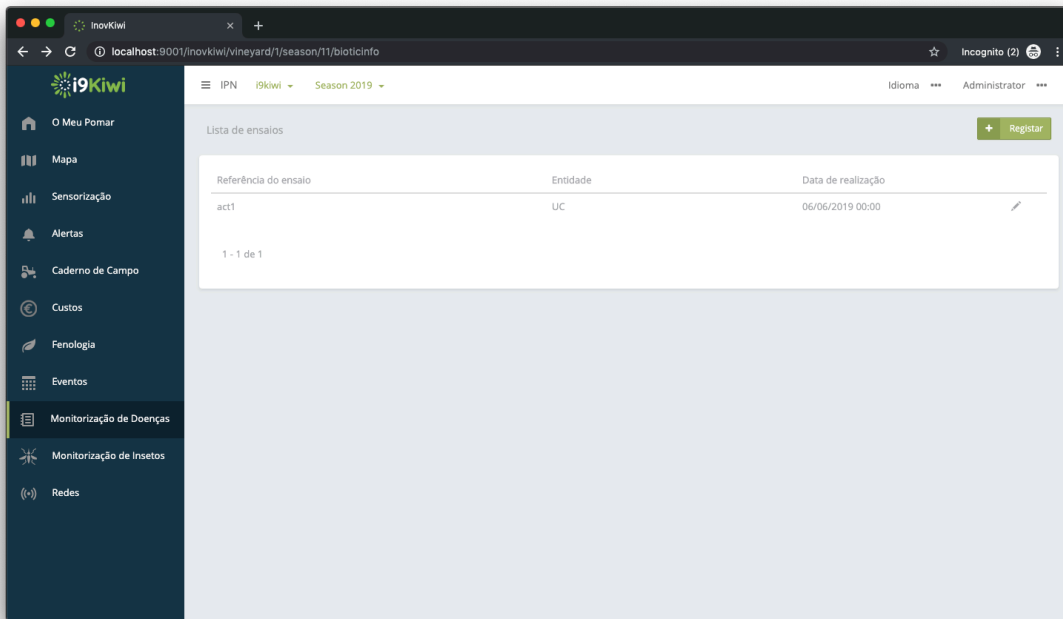 InovKiwi
localhost:9001/inovkiwi/vineyard/1/season/11/bioticinfo
Incognito (2)
i9Kiwi
IPN i9kiwi Season 2019 Idioma Administrator
O Meu Pomar
Mapa
Sensorização
Alertas
Caderno de Campo
Custos
Fenologia
Eventos
Monitorização de Doenças
Monitorização de Insetos
Redes
Lista de ensaios
+ Registar
Referência do ensaio Entidade Data de realização
act1 UC 06/06/2019 00:00
1 - 1 de 1